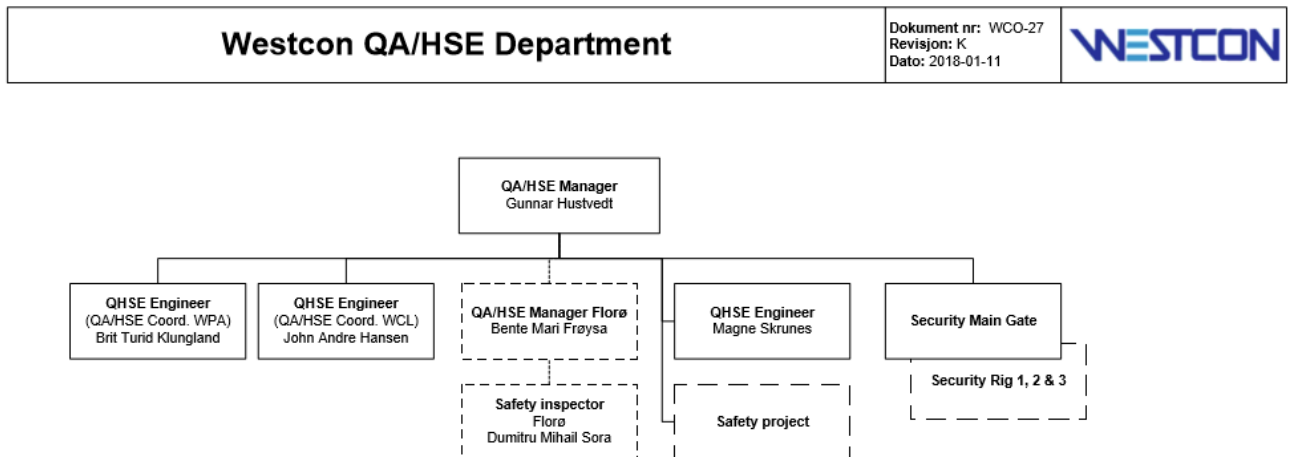 Westcon QA/HSE Department
Dokument nr: WCO-27
Revisjon: K
Dato: 2018-01-11
WESTCON
QA/HSE Manager
Gunnar Hustvedt
QHSE Engineer
(QA/HSE Coord. WPA)
Brit Turid Klungland
QHSE Engineer
(QA/HSE Coord. WCL)
John Andre Hansen
QA/HSE Manager Florø
Bente Mari Frøysa
QHSE Engineer
Magne Skrunes
Security Main Gate
Security Rig 1, 2 & 3
Safety inspector
Florø
Dumitru Mihail Sora
Safety project